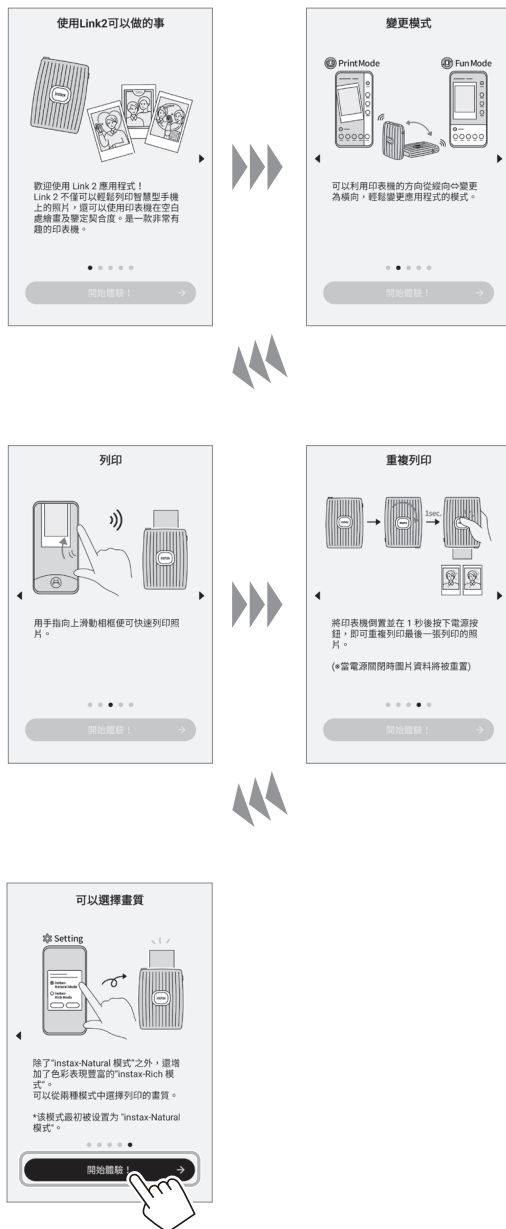 使用Link2可以做的事
instax
歡迎使用 Link 2 應用程式！
Link 2 不僅可以輕鬆列印智慧型手機
上的照片，還可以使用印表機在空白
處繪畫及鑒定契合度。是一款非常有
趣的印表機。
開始體驗！
變更模式
Print Mode
Fun Mode
可以利用印表機的方向從縱向⇔變更
為橫向，輕鬆變更應用程式的模式。
開始體驗！
列印
instax
用手指向上滑動相框便可快速列印照
片。
開始體驗！
重複列印
1sec.
將印表機倒置並在 1 秒後按下電源按
鈕，即可重複列印最後一張列印的照
片。
(※當電源關閉時圖片資料將被重置)
開始體驗！
可以選擇畫質
Setting
instax-
Natural Mode
instax-
Rich Mode
instax
除了"instax-Natural 模式"之外，還增
加了色彩表現豐富的"instax-Rich 模
式"。
可以從兩種模式中選擇列印的畫質。
*该模式最初被设置为 "instax-Natural
模式"。
開始體驗！